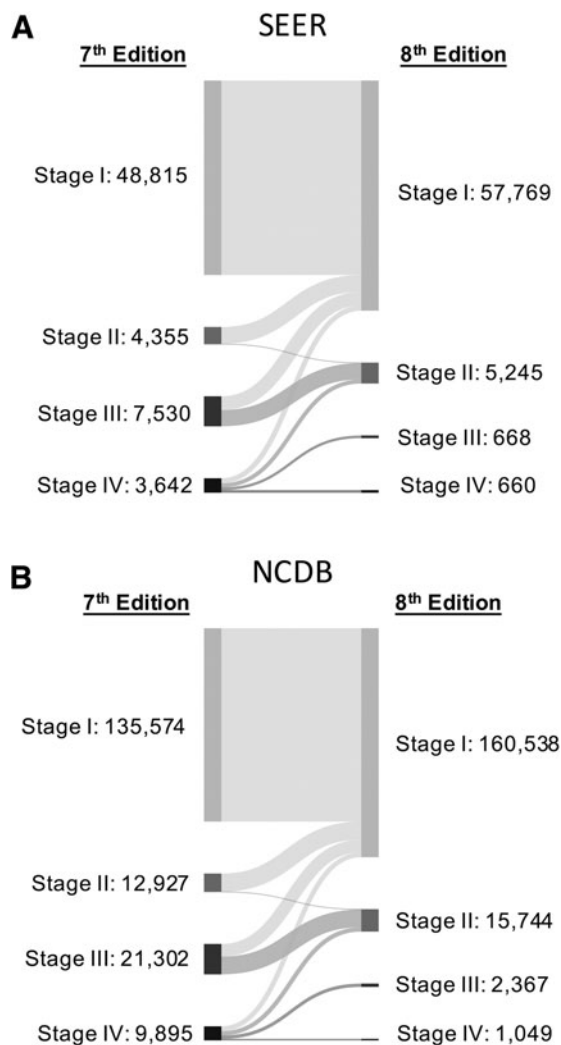 A
SEER
7th Edition
8th Edition
Stage I: 48,815
Stage I: 57,769
Stage II: 4,355
Stage II: 5,245
Stage III: 7,530
Stage III: 668
Stage IV: 3,642
Stage IV: 660
B
NCDB
7th Edition
8th Edition
Stage I: 135,574
Stage I: 160,538
Stage II: 12,927
Stage II: 15,744
Stage III: 21,302
Stage III: 2,367
Stage IV: 9,895
Stage IV: 1,049